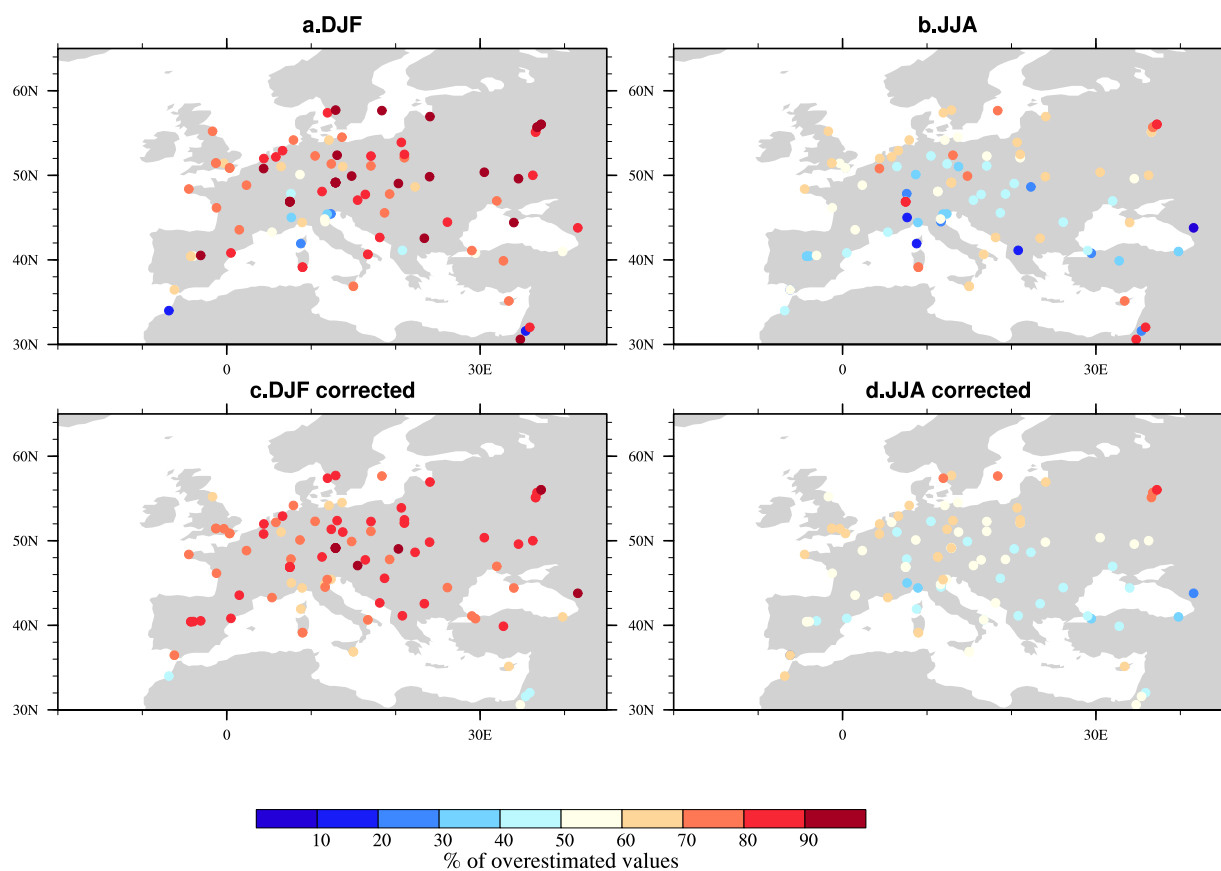 a.DJF
b.JJA
60N
50N
40N
30N
0
30E
60N
50N
40N
30N
0
30E
c.DJF corrected
d.JJA corrected
60N
50N
40N
30N
0
30E
60N
50N
40N
30N
0
30E
10 20 30 40 50 60 70 80 90
% of overestimated values